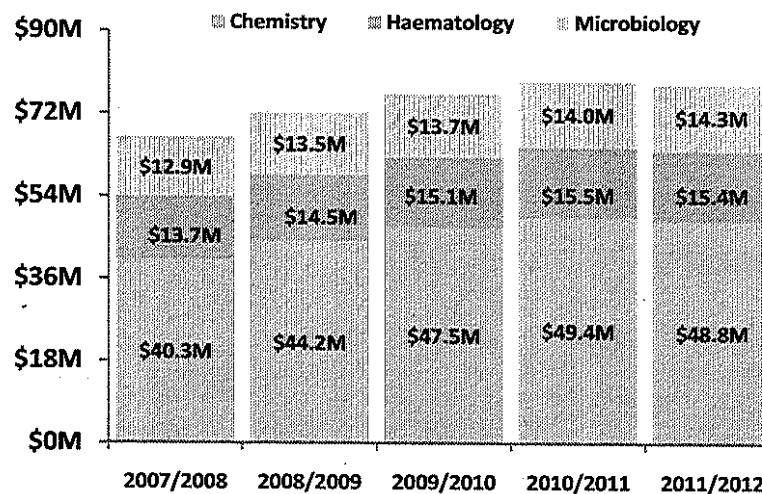 $90M
Chemistry Haematology Microbiology
$72M
$54M
$36M
$18M
$0M
$12.9M $13.5M $13.7M $14.0M $14.3M
$13.7M $14.5M $15.1M $15.5M $15.4M
$40.3M $44.2M $47.5M $49.4M $48.8M
2007/2008 2008/2009 2009/2010 2010/2011 2011/2012